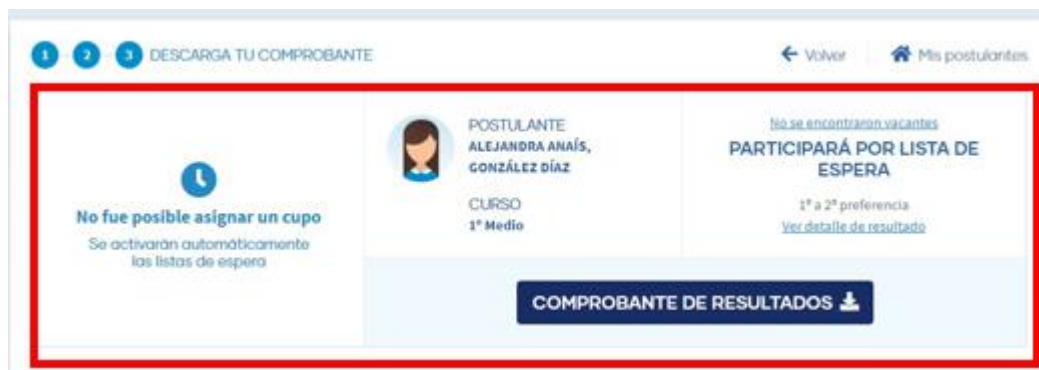 1 2 3 DESCARGA TU COMPROBANTE
Volver Mis postulantes
No fue posible asignar un cupo
Se activarán automáticamente
las listas de espera
POSTULANTE
ALEJANDRA ANAÍS,
GONZÁLEZ DÍAZ
CURSO
1° Medio
No se encontraron vacantes
PARTICIPARÁ POR LISTA DE
ESPERA
1° a 2° preferencia
Ver detalle de resultado
COMPROBANTE DE RESULTADOS